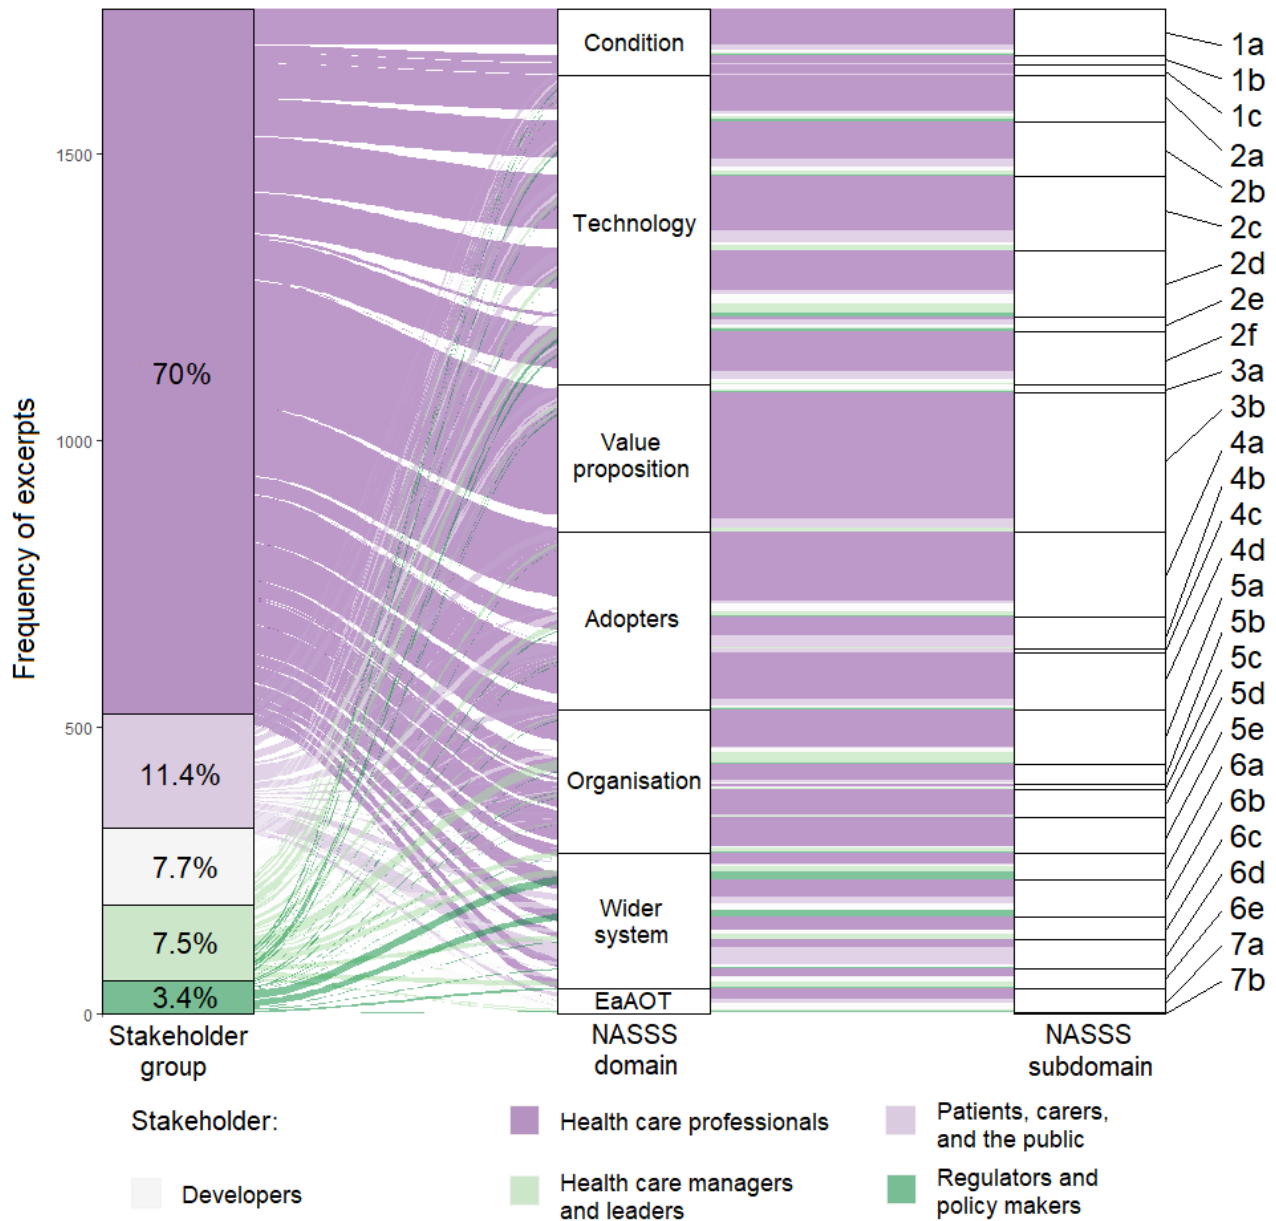 Frequency of excerpts
1500
1000
500
0
70%
11.4%
7.7%
7.5%
3.4%
Condition
Technology
Value
proposition
Adopters
Organisation
Wider
system
EaAOT
1a
1b
1c
2a
2b
2c
2d
2e
2f
3a
3b
4a
4b
4c
4d
5a
5b
5c
5d
5e
6a
6b
6c
6d
6e
7a
7b
Stakeholder
group
NASSS
domain
NASSS
subdomain
Stakeholder:
Health care professionals
Patients, carers,
and the public
Developers
Health care managers
and leaders
Regulators and
policy makers